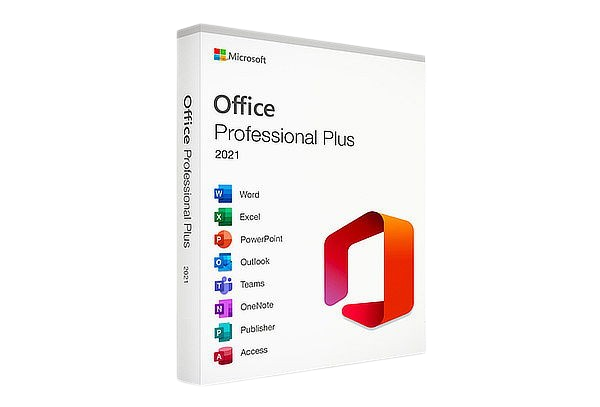 Microsoft
Office
Professional Plus
2021
Word
Excel
PowerPoint
Outlook
Teams
OneNote
Publisher
Access
Office Professional Plus
2021